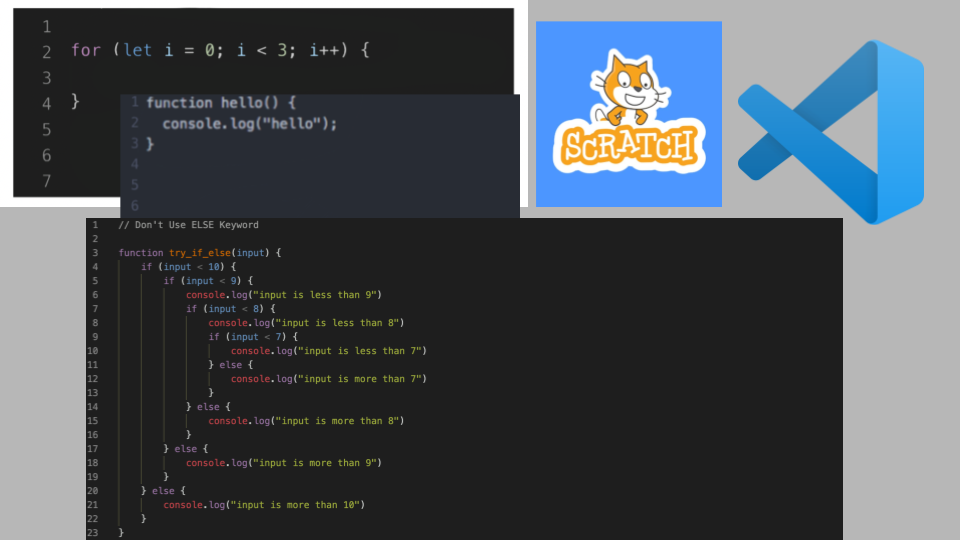 1
2 for (let i = 0; i < 3; i++) {
3
4 }
5
6
7
1 function hello() {
2 console.log("hello");
3 }
4
5
6
SCRATCH
1 // Don't Use ELSE Keyword
2
3 function try_if_else(input) {
4 if (input < 10) {
5 if (input < 9) {
6 console.log("input is less than 9")
7 if (input < 8) {
8 console.log("input is less than 8")
9 if (input < 7) {
10 console.log("input is less than 7")
11 } else {
12 console.log("input is more than 7")
13 }
14 } else {
15 console.log("input is more than 8")
16 }
17 } else {
18 console.log("input is more than 9")
19 }
20 } else {
21 console.log("input is more than 10")
22 }
23 }